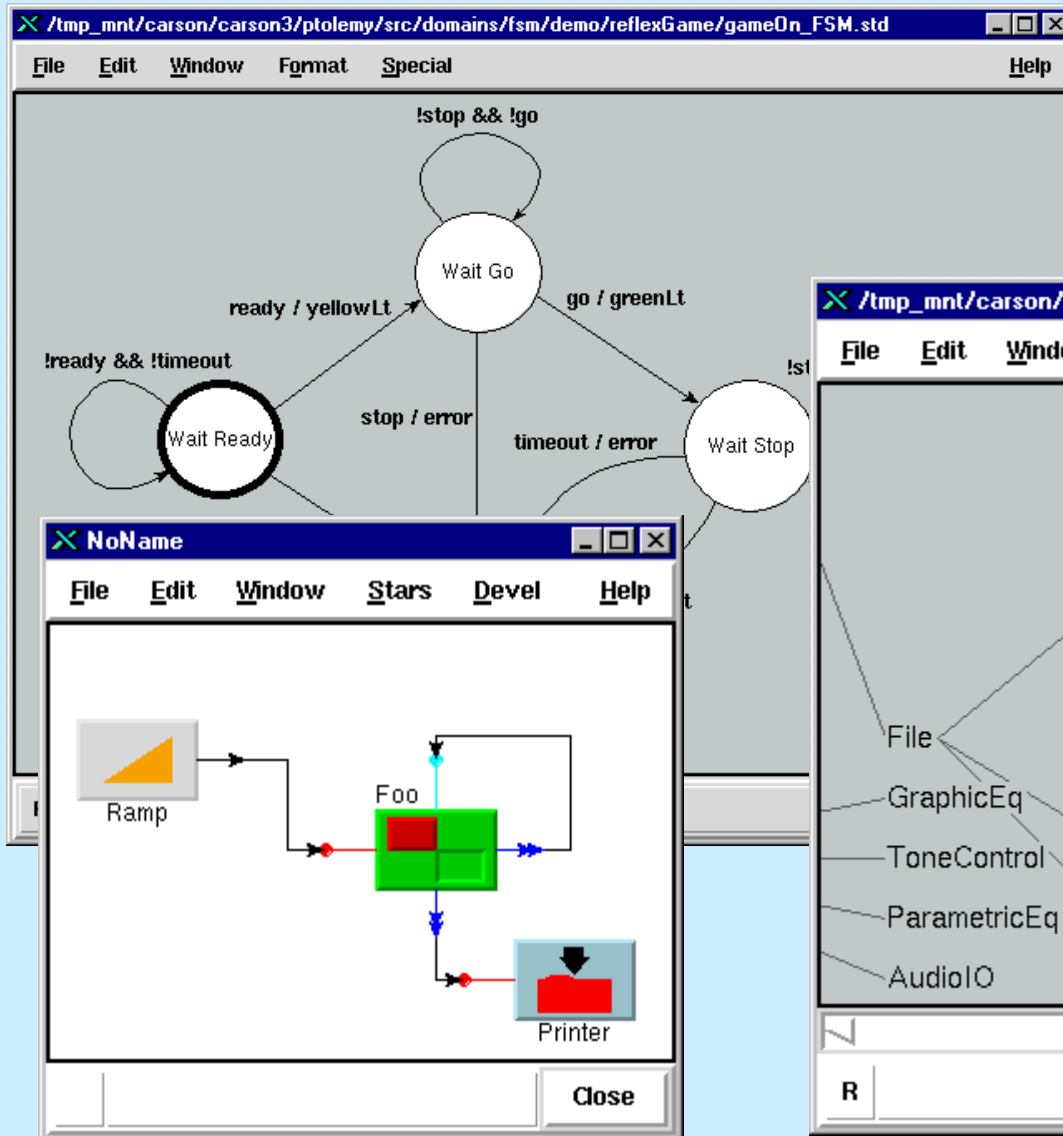 /tmp_mnt/carson/carson3/ptolemy/src/domains/fsm/demo/reflexGame/gameOn_FSM.std
File Edit Window Format Special Help
!stop && !go
Wait Go
ready / yellowLt
go / greenLt
!ready && !timeout
Wait Ready
stop / error
timeout / error
Wait Stop
!st
t
NoName
File Edit Window Stars Devel Help
Ramp
Foo
Printer
Close
/tmp_mnt/carson/
File Edit Windo
File
GraphicEq
ToneControl
ParametricEq
AudioIO
R